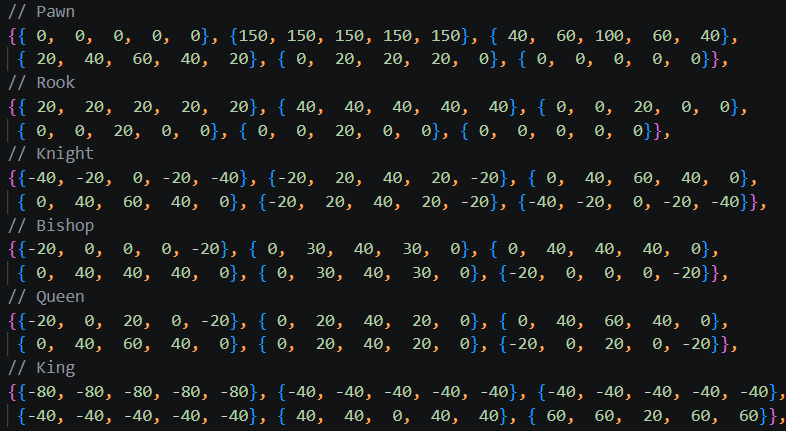 // Pawn
{{ 0,  0,  0,  0,  0}, {150, 150, 150, 150, 150}, { 40,  60, 100,  60,  40},
{ 20,  40,  60,  40,  20}, { 0,  20,  20,  20,  0}, { 0,  0,  0,  0,  0}},
// Rook
{{ 20,  20,  20,  20,  20}, { 40,  40,  40,  40,  40}, { 0,  0,  20,  0,  0},
{ 0,  0,  20,  0,  0}, { 0,  0,  20,  0,  0}, { 0,  0,  0,  0,  0}},
// Knight
{{-40, -20,  0, -20, -40}, {-20,  20,  40,  20, -20}, { 0,  40,  60,  40,  0},
{ 0,  40,  60,  40,  0}, {-20,  20,  40,  20, -20}, {-40, -20,  0, -20, -40}},
// Bishop
{{-20,  0,  0,  0, -20}, { 0,  30,  40,  30,  0}, { 0,  40,  40,  40,  0},
{ 0,  40,  40,  40,  0}, { 0,  30,  40,  30,  0}, {-20,  0,  0,  0, -20}},
// Queen
{{-20,  0,  20,  0, -20}, { 0,  20,  40,  20,  0}, { 0,  40,  60,  40,  0},
{ 0,  40,  60,  40,  0}, { 0,  20,  40,  20,  0}, {-20,  0,  20,  0, -20}},
// King
{{-80, -80, -80, -80, -80}, {-40, -40, -40, -40, -40}, {-40, -40, -40, -40, -40},
{-40, -40, -40, -40, -40}, { 40,  40,  0,  40,  40}, { 60,  60,  20,  60,  60}},